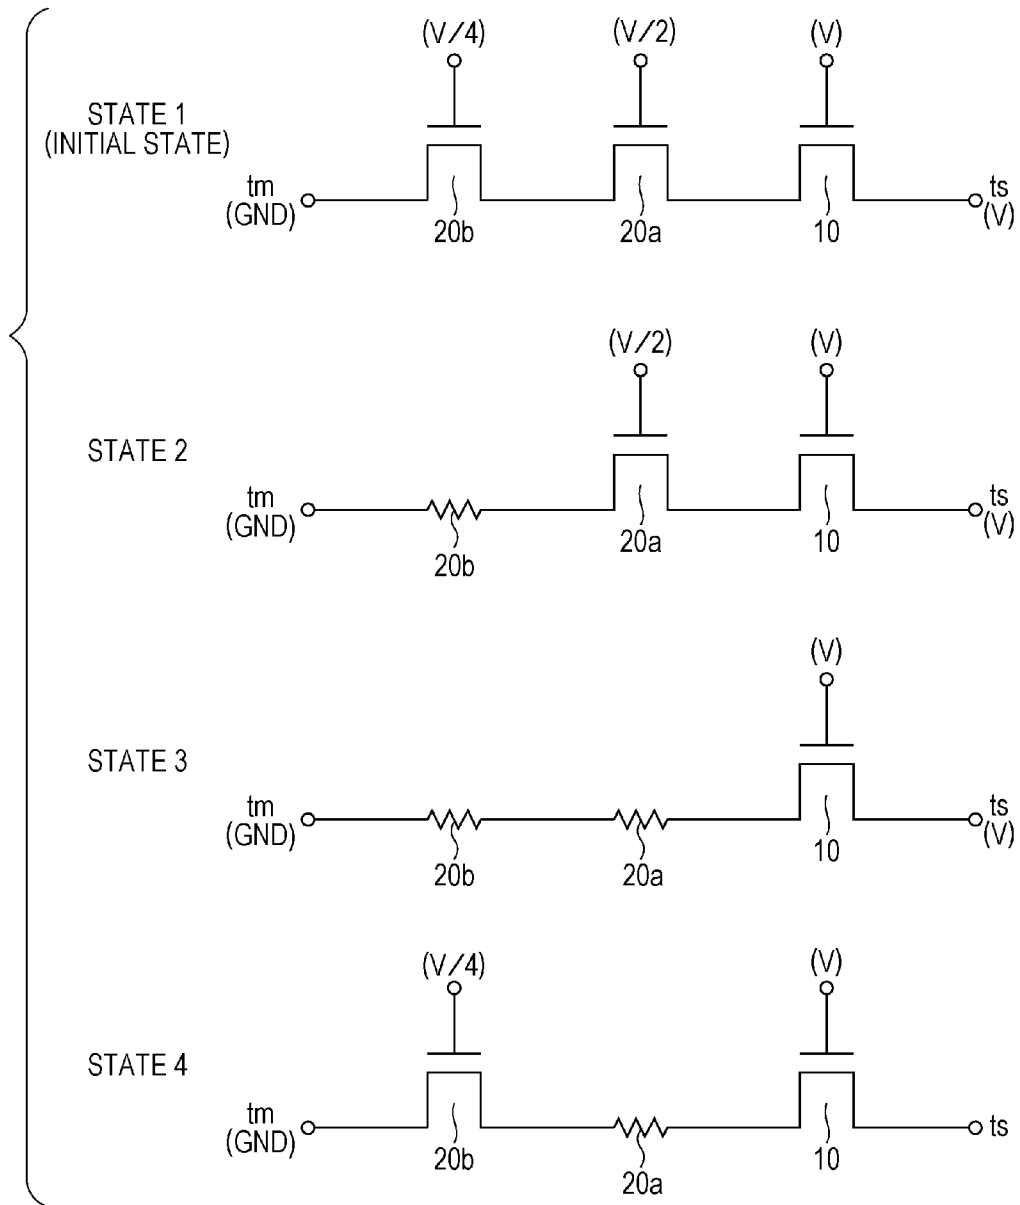 (V/4) (V/2) (V)
STATE 1
(INITIAL STATE)
tm ts
(GND) (V)
20b 20a 10
(V/2) (V)
STATE 2
tm ts
(GND) (V)
20b 20a 10
(V)
STATE 3
tm ts
(GND) (V)
20b 20a 10
(V/4) (V)
STATE 4
tm ts
(GND)
20b 20a 10